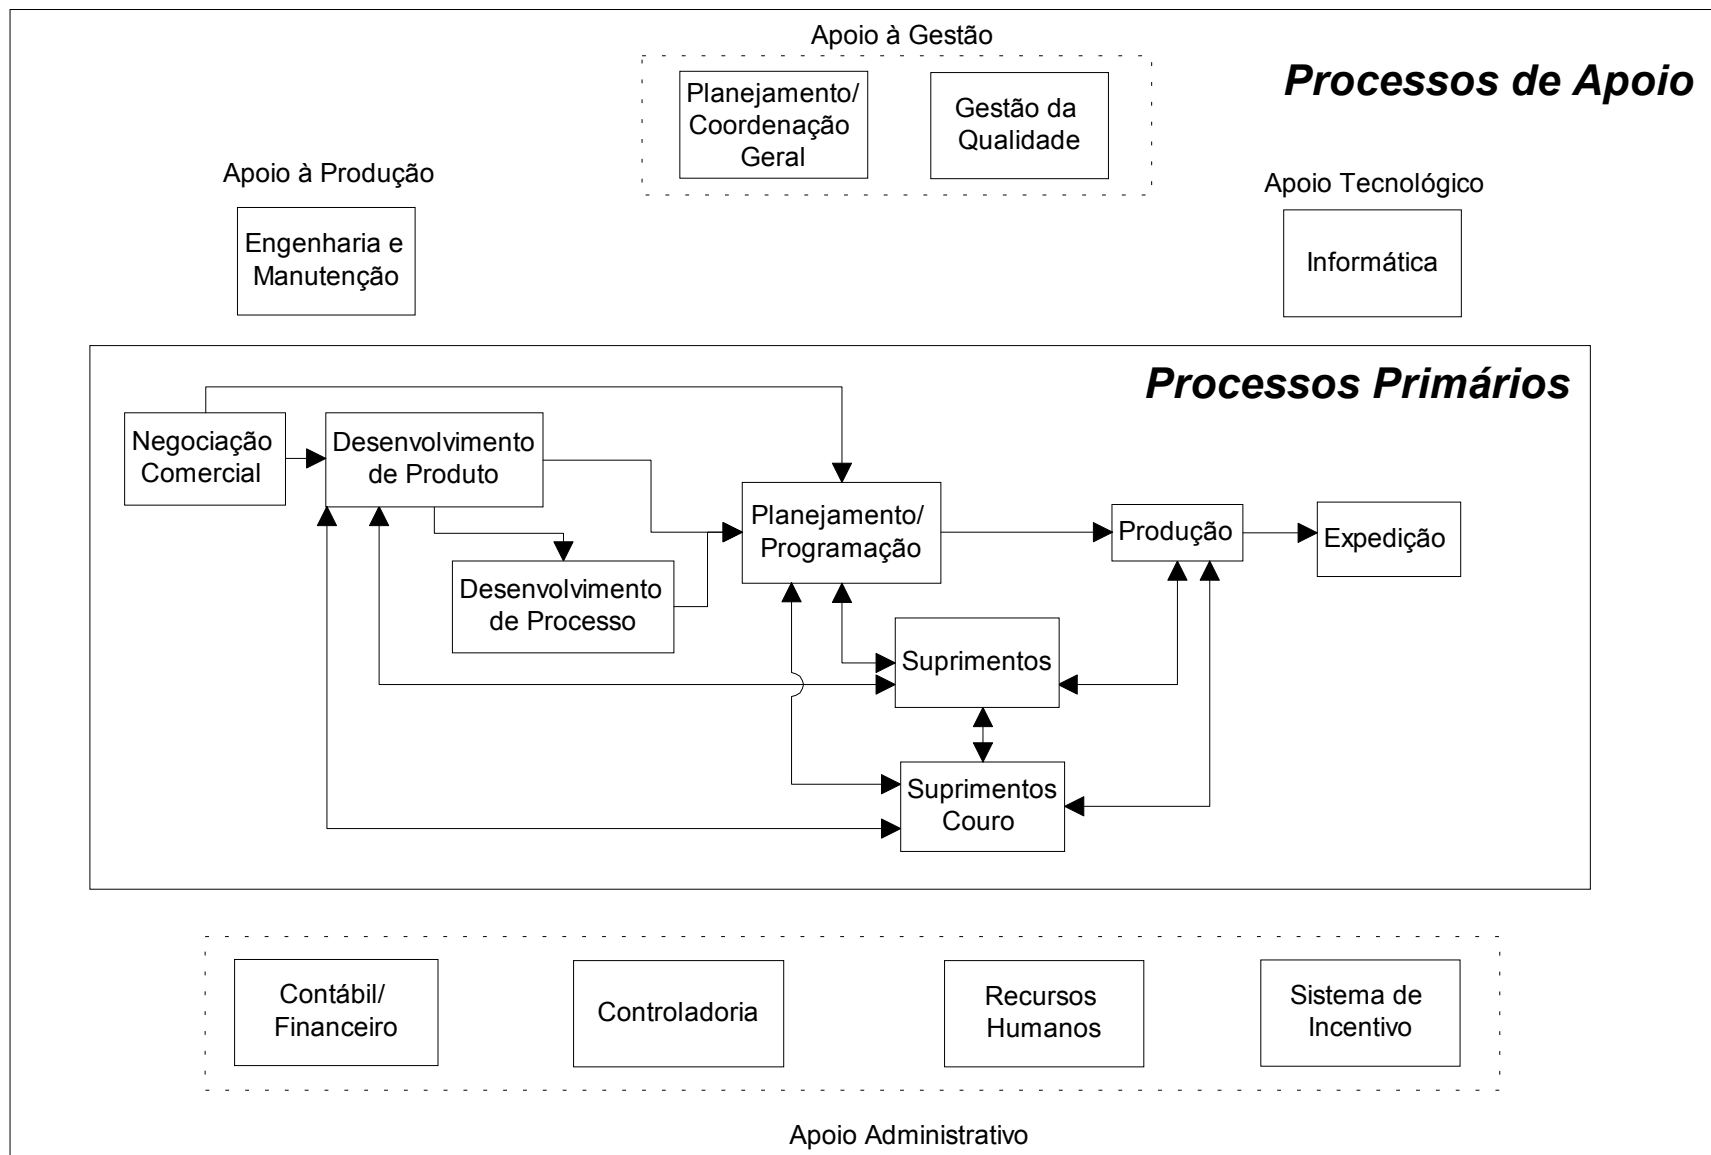 Apoio à Gestão
Processos de Apoio
Planejamento/
Coordenação
Geral
Gestão da
Qualidade
Apoio à Produção
Apoio Tecnológico
Engenharia e
Manutenção
Informática
Processos Primários
Negociação
Comercial
Desenvolvimento
de Produto
Planejamento/
Programação
Produção
Expedição
Desenvolvimento
de Processo
Suprimentos
Suprimentos
Couro
Contábil/
Financeiro
Controladoria
Recursos
Humanos
Sistema de
Incentivo
Apoio Administrativo